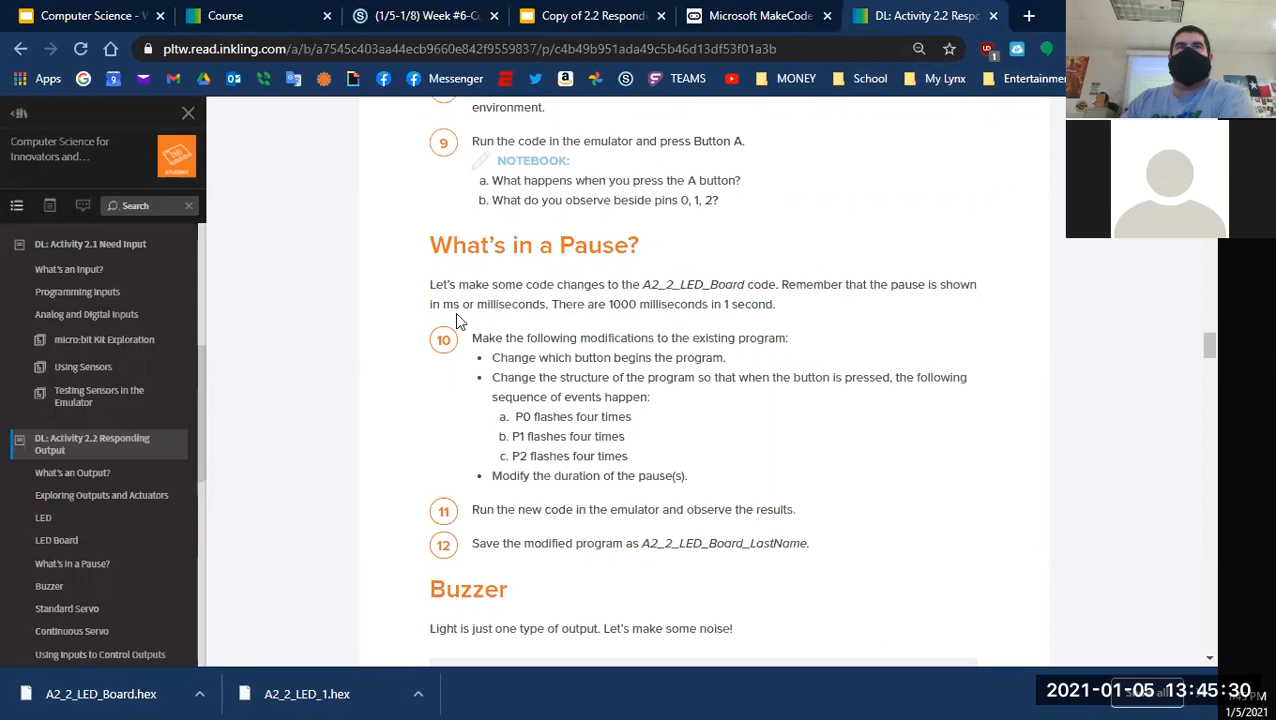 Computer Science - V
Course
(1/5-1/8) Week #6
Copy of 2.2 Respondi
Microsoft MakeCode
DL: Activity 2.2 Respon
pltw.read.inkling.com/a/b/a7545c403aa44ecb9660e842f9559837/p/c4b49b951ada49c5b46d13df53f01a3b
Apps
Messenger
TEAMS
MONEY
School
My Lynx
Entertainment
Computer Science for
Innovators and...
STUDENT
Search
DL: Activity 2.1 Need Input
What's an Input?
Programming Inputs
Analog and Digital Inputs
micro:bit Kit Exploration
Using Sensors
Testing Sensors in the
Emulator
DL: Activity 2.2 Responding
Output
What's an Output?
Exploring Outputs and Actuators
LED
LED Board
What's in a Pause?
Buzzer
Standard Servo
Continuous Servo
Using Inputs to Control Outputs
environment.
9 Run the code in the emulator and press Button A.
NOTEBOOK:
a. What happens when you press the A button?
b. What do you observe beside pins 0, 1, 2?
What's in a Pause?
Let's make some code changes to the A2_2_LED_Board code. Remember that the pause is shown
in ms or milliseconds. There are 1000 milliseconds in 1 second.
10 Make the following modifications to the existing program:
• Change which button begins the program.
• Change the structure of the program so that when the button is pressed, the following
sequence of events happen:
a. P0 flashes four times
b. P1 flashes four times
c. P2 flashes four times
• Modify the duration of the pause(s).
11 Run the new code in the emulator and observe the results.
12 Save the modified program as A2_2_LED_Board_LastName.
Buzzer
Light is just one type of output. Let's make some noise!
A2_2_LED_Board.hex
A2_2_LED_1.hex
2021-01-05 13:45:30
1/5/2021